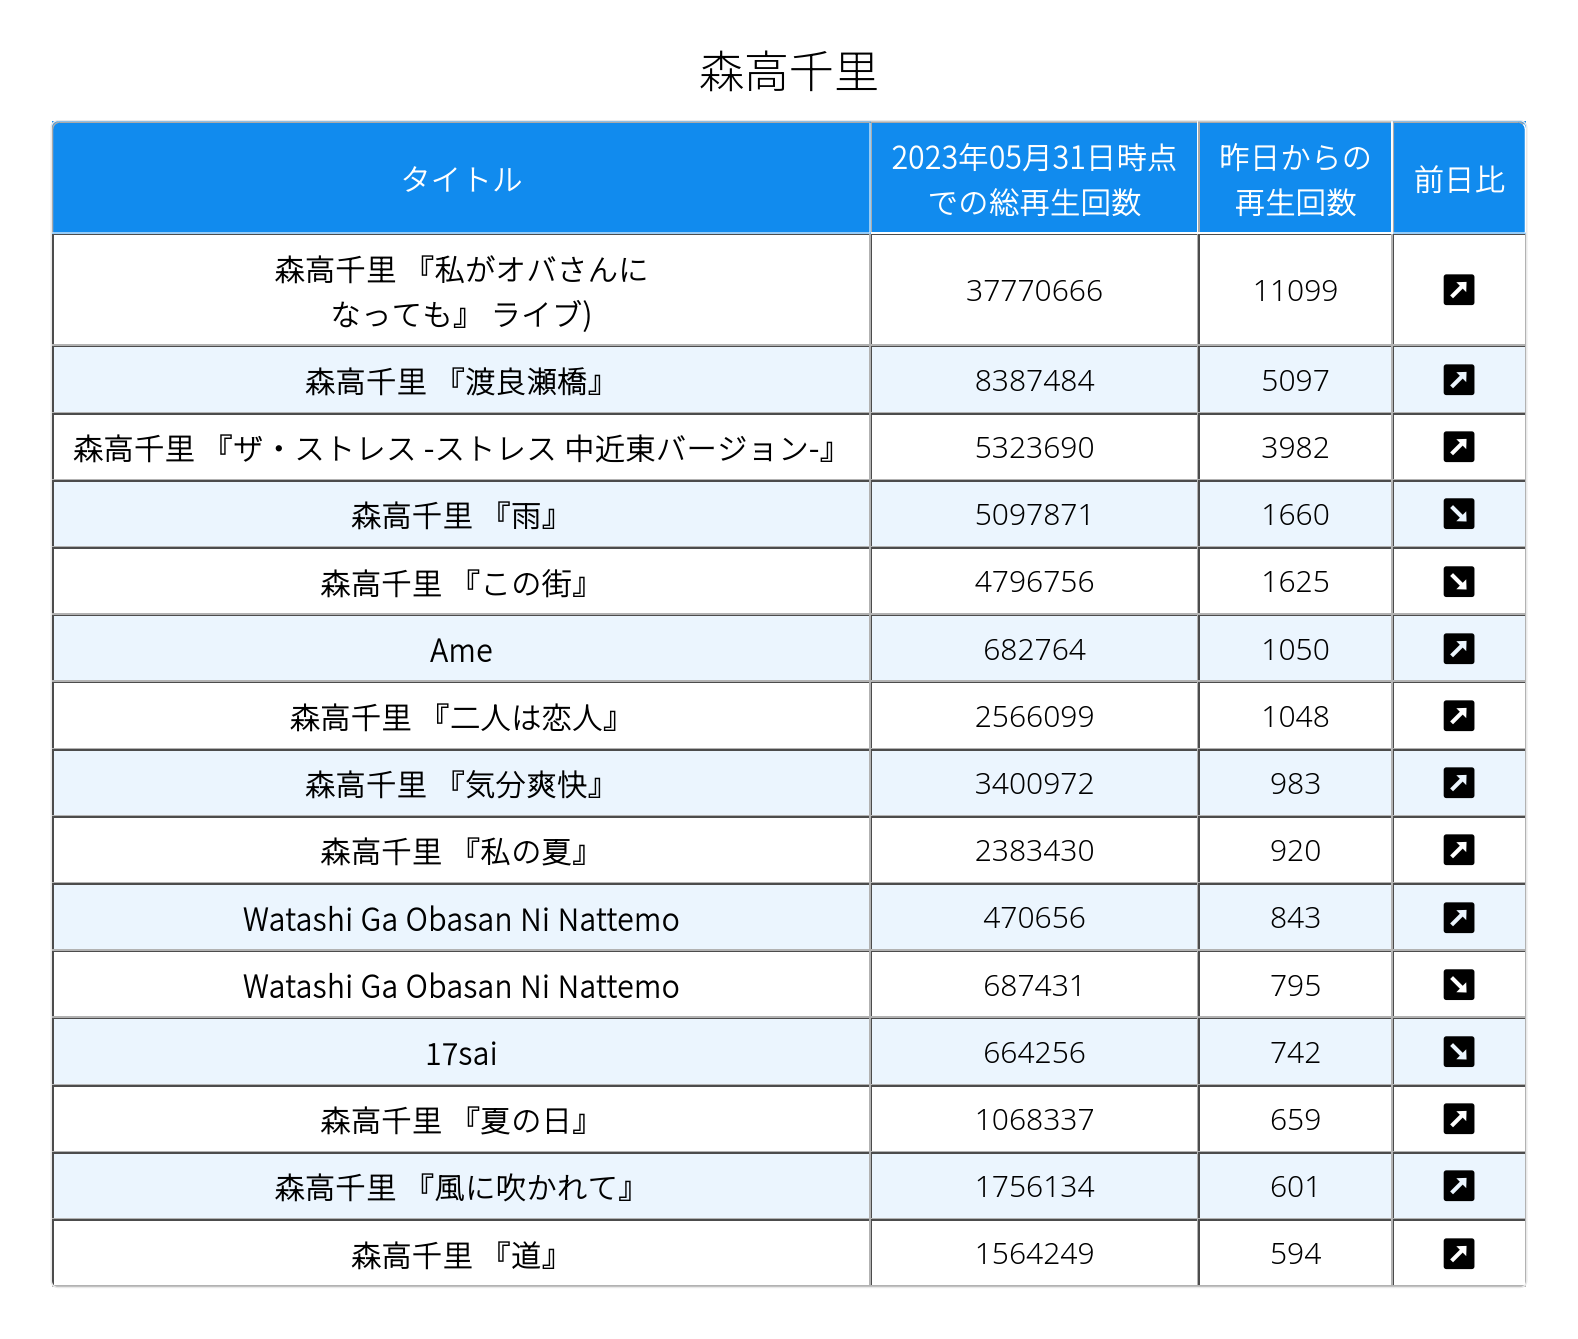 森高千里
タイトル
2023年05月31日時点
での総再生回数
昨日からの
再生回数
前日比
森高千里 『私がオバさんに
なっても』 ライブ)
37770666
11099
森高千里 『渡良瀬橋』
8387484
5097
森高千里 『ザ・ストレス -ストレス 中近東バージョン-』
5323690
3982
森高千里 『雨』
5097871
1660
森高千里 『この街』
4796756
1625
Ame
682764
1050
森高千里 『二人は恋人』
2566099
1048
森高千里 『気分爽快』
3400972
983
森高千里 『私の夏』
2383430
920
Watashi Ga Obasan Ni Nattemo
470656
843
Watashi Ga Obasan Ni Nattemo
687431
795
17sai
664256
742
森高千里 『夏の日』
1068337
659
森高千里 『風に吹かれて』
1756134
601
森高千里 『道』
1564249
594